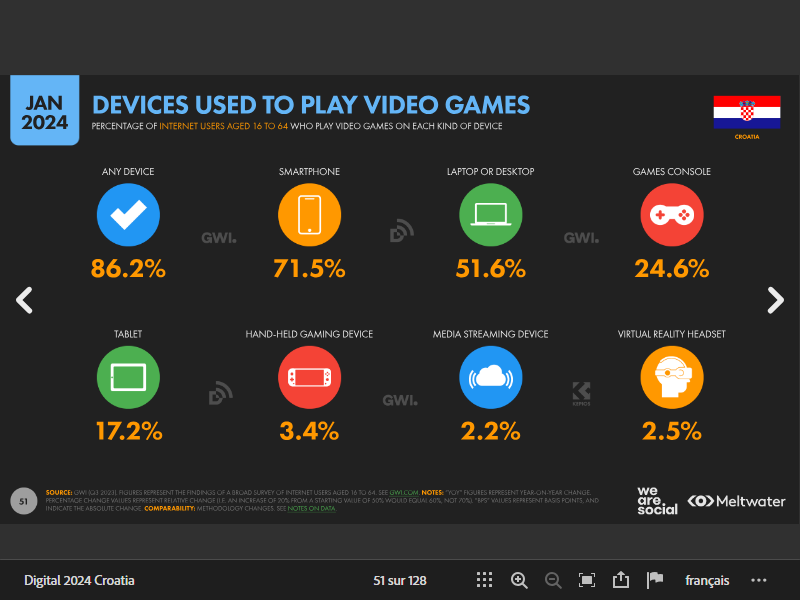 JAN
2024
DEVICES USED TO PLAY VIDEO GAMES
PERCENTAGE OF INTERNET USERS AGED 16 TO 64 WHO PLAY VIDEO GAMES ON EACH KIND OF DEVICE
CROATIA
ANY DEVICE
SMARTPHONE
LAPTOP OR DESKTOP
GAMES CONSOLE
GWI.
GWI.
86.2%
71.5%
51.6%
24.6%
TABLET
HAND-HELD GAMING DEVICE
MEDIA STREAMING DEVICE
VIRTUAL REALITY HEADSET
GWI.
KEPIOS
17.2%
3.4%
2.2%
2.5%
51
SOURCE: GWI (Q3 2023). FIGURES REPRESENT THE FINDINGS OF A BROAD SURVEY OF INTERNET USERS AGED 16 TO 64. SEE GWI.COM. NOTES: "YOY" FIGURES REPRESENT YEAR-ON-YEAR CHANGE.
PERCENTAGE CHANGE VALUES REPRESENT RELATIVE CHANGE (I.E. AN INCREASE OF 20% FROM A STARTING VALUE OF 50% WOULD EQUAL 60%, NOT 70%). "BPS" VALUES REPRESENT BASIS POINTS, AND
INDICATE THE ABSOLUTE CHANGE. COMPARABILITY: METHODOLOGY CHANGES. SEE NOTES ON DATA.
we
are.
social
Meltwater
Digital 2024 Croatia
51 sur 128
français